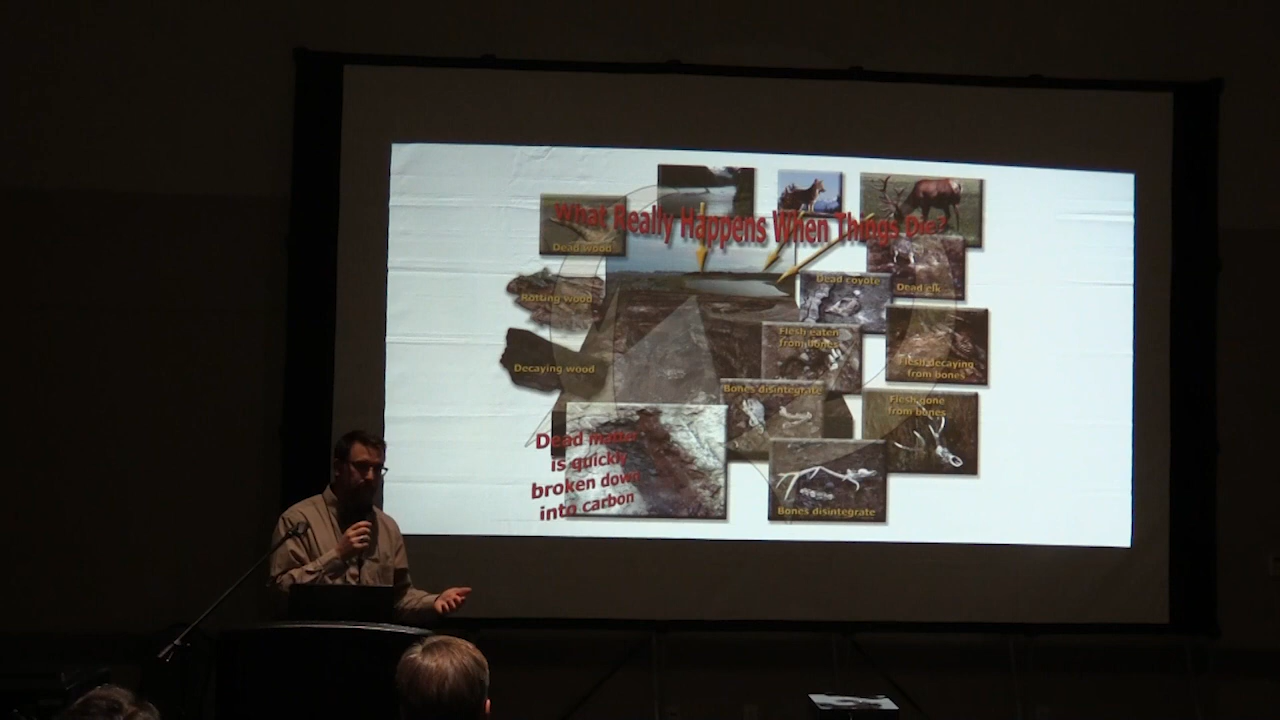 What Really Happens When Things Die?
Dead wood
Dead coyote
Dead elk
Rotting wood
Flesh eaten
from bones
Flesh decaying
from bones
Decaying wood
Bones disintegrate
Flesh gone
from bones
Dead matter
is quickly
broken down
into carbon
Bones disintegrate